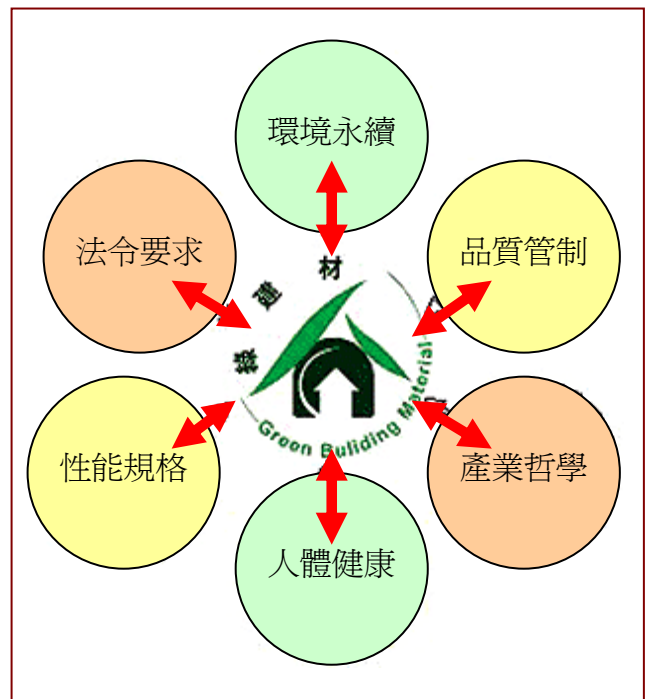 環境永續
法令要求
品質管制
綠建材
Green Buliding Material
性能規格
產業哲學
人體健康